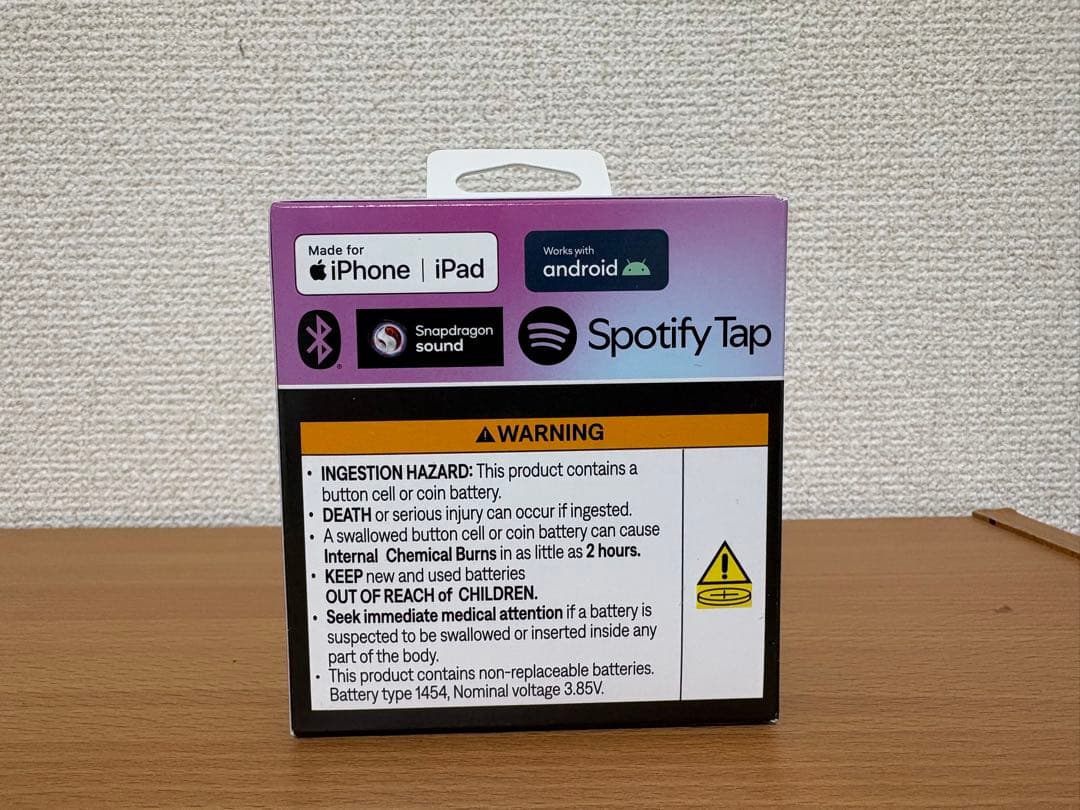 Made for
iPhone | iPad
Works with
android
Snapdragon
sound
Spotify Tap
WARNING
• INGESTION HAZARD: This product contains a
button cell or coin battery.
• DEATH or serious injury can occur if ingested.
• A swallowed button cell or coin battery can cause
Internal Chemical Burns in as little as 2 hours.
• KEEP new and used batteries
OUT OF REACH of CHILDREN.
• Seek immediate medical attention if a battery is
suspected to be swallowed or inserted inside any
part of the body.
• This product contains non-replaceable batteries.
Battery type 1454, Nominal voltage 3.85V.